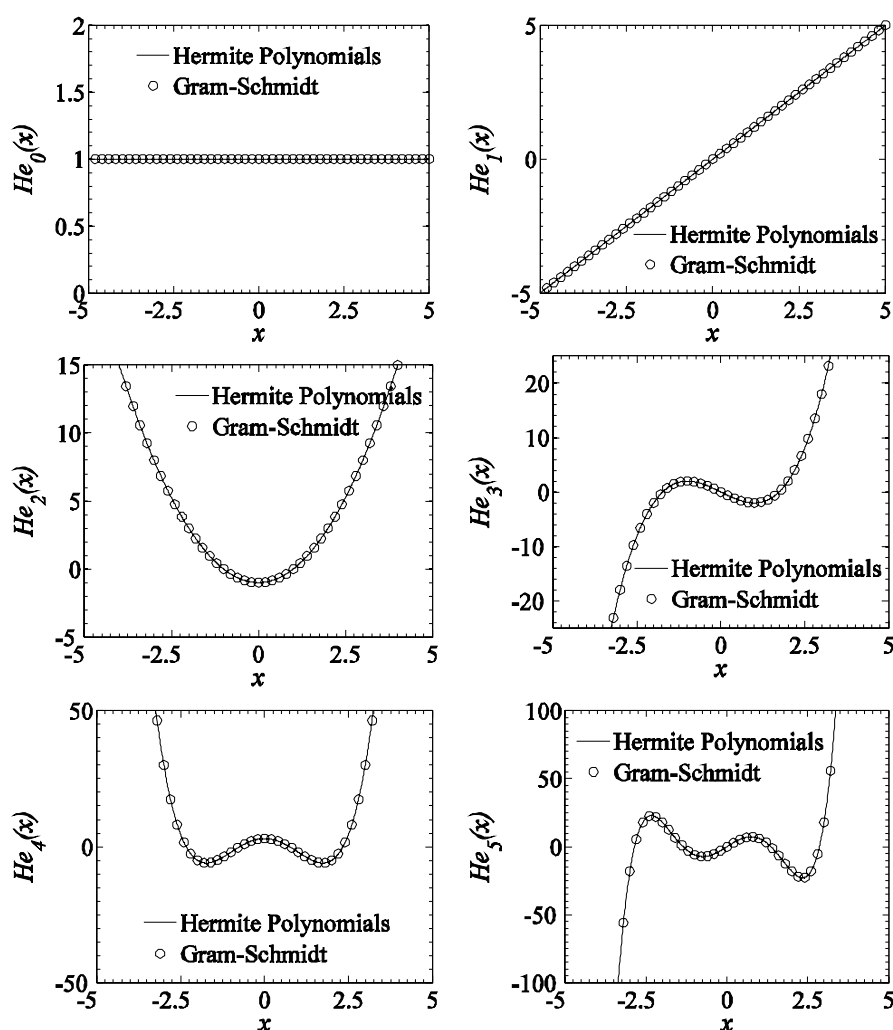 2
Hermite Polynomials
Gram-Schmidt
1.5
He0(x)
1
0.5
0
-5 -2.5 0 2.5 5
x
5
He1(x)
0
Hermite Polynomials
Gram-Schmidt
-5
-5 -2.5 0 2.5 5
x
15
Hermite Polynomials
Gram-Schmidt
10
He2(x)
5
0
-5
-5 -2.5 0 2.5 5
x
20
10
He3(x)
0
-10
Hermite Polynomials
Gram-Schmidt
-20
-5 -2.5 0 2.5 5
x
50
He4(x)
0
Hermite Polynomials
Gram-Schmidt
-50
-5 -2.5 0 2.5 5
x
100
Hermite Polynomials
Gram-Schmidt
50
He5(x)
0
-50
-100
-5 -2.5 0 2.5 5
x